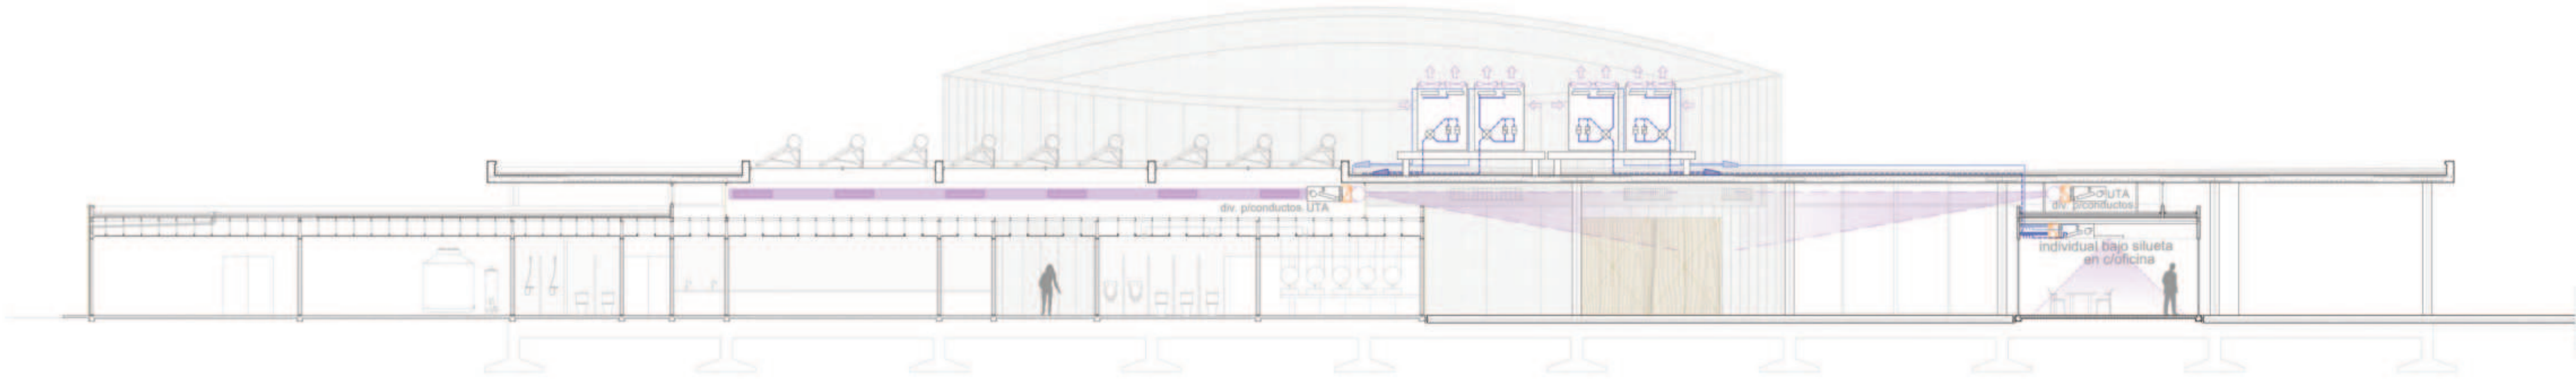 div. p/conductos UTA
UTA
div. p/conductos
individual bajo silueta
en c/oficina